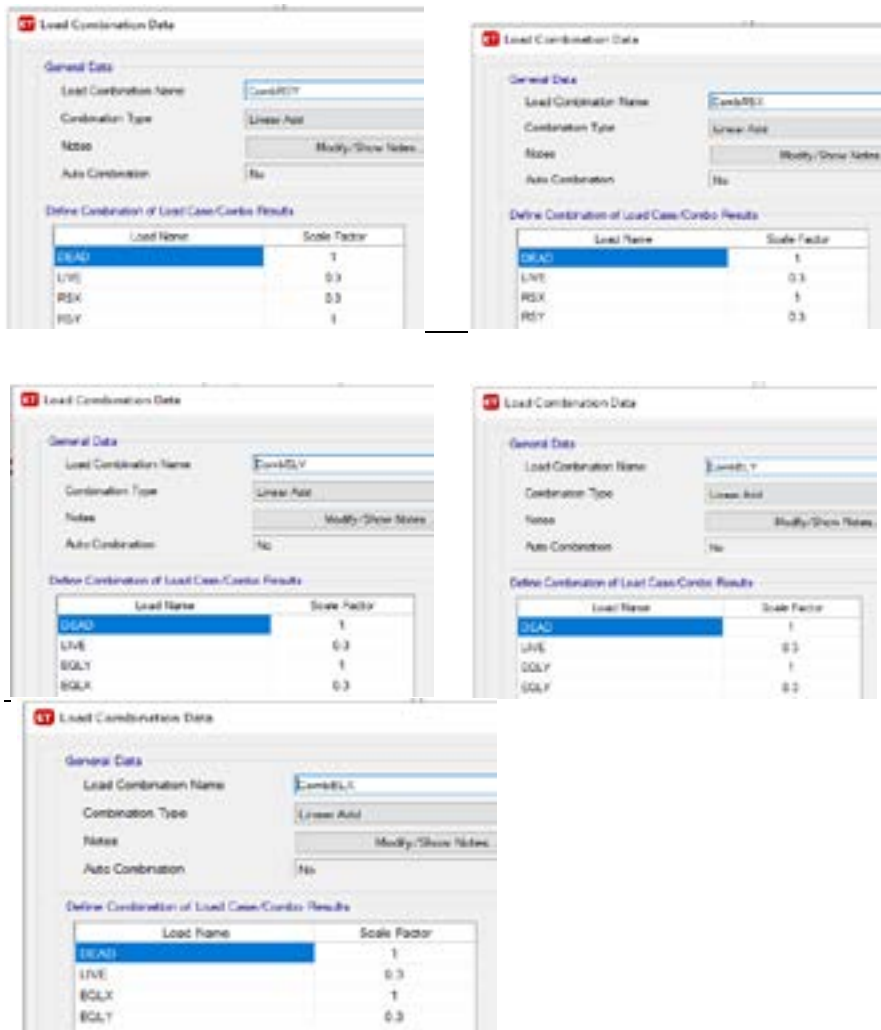 Load Combination Data
General Data
Load Combination Name CombRSY
Combination Type Linear Add
Notes Modify/Show Notes...
Auto Combination No
Define Combination of Load Case/Combo Results
Load Name Scale Factor
DEAD 1
LIVE 0.3
RSX 0.3
RSY 1
Load Combination Data
General Data
Load Combination Name CombRSX
Combination Type Linear Add
Notes Modify/Show Notes
Auto Combination No
Define Combination of Load Case/Combo Results
Load Name Scale Factor
DEAD 1
LIVE 0.3
RSX 1
RSY 0.3
Load Combination Data
General Data
Load Combination Name
Combination Type Linear Add
Notes Modify/Show Notes
Auto Combination No
Define Combination of Load Case/Combo Results
Load Name Scale Factor
DEAD 1
LIVE 0.3
EQLY 1
EQLX 0.3
Load Combination Data
General Data
Load Combination Name
Combination Type Linear Add
Notes Modify/Show Notes
Auto Combination No
Define Combination of Load Case/Combo Results
Load Name Scale Factor
DEAD 1
LIVE 0.3
EQLY 1
0.3
Load Combination Data
General Data
Load Combination Name
Combination Type Linear Add
Notes Modify/Show Notes
Auto Combination No
Define Combination of Load Case/Combo Results
Load Name Scale Factor
DEAD 1
LIVE 0.3
EQLX 1
EQLY 0.3